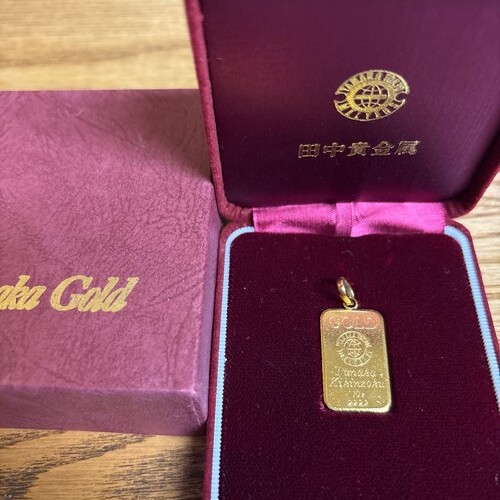 田中貴金属
aka Gold
GOLD
Tanaka
Kikinzoku